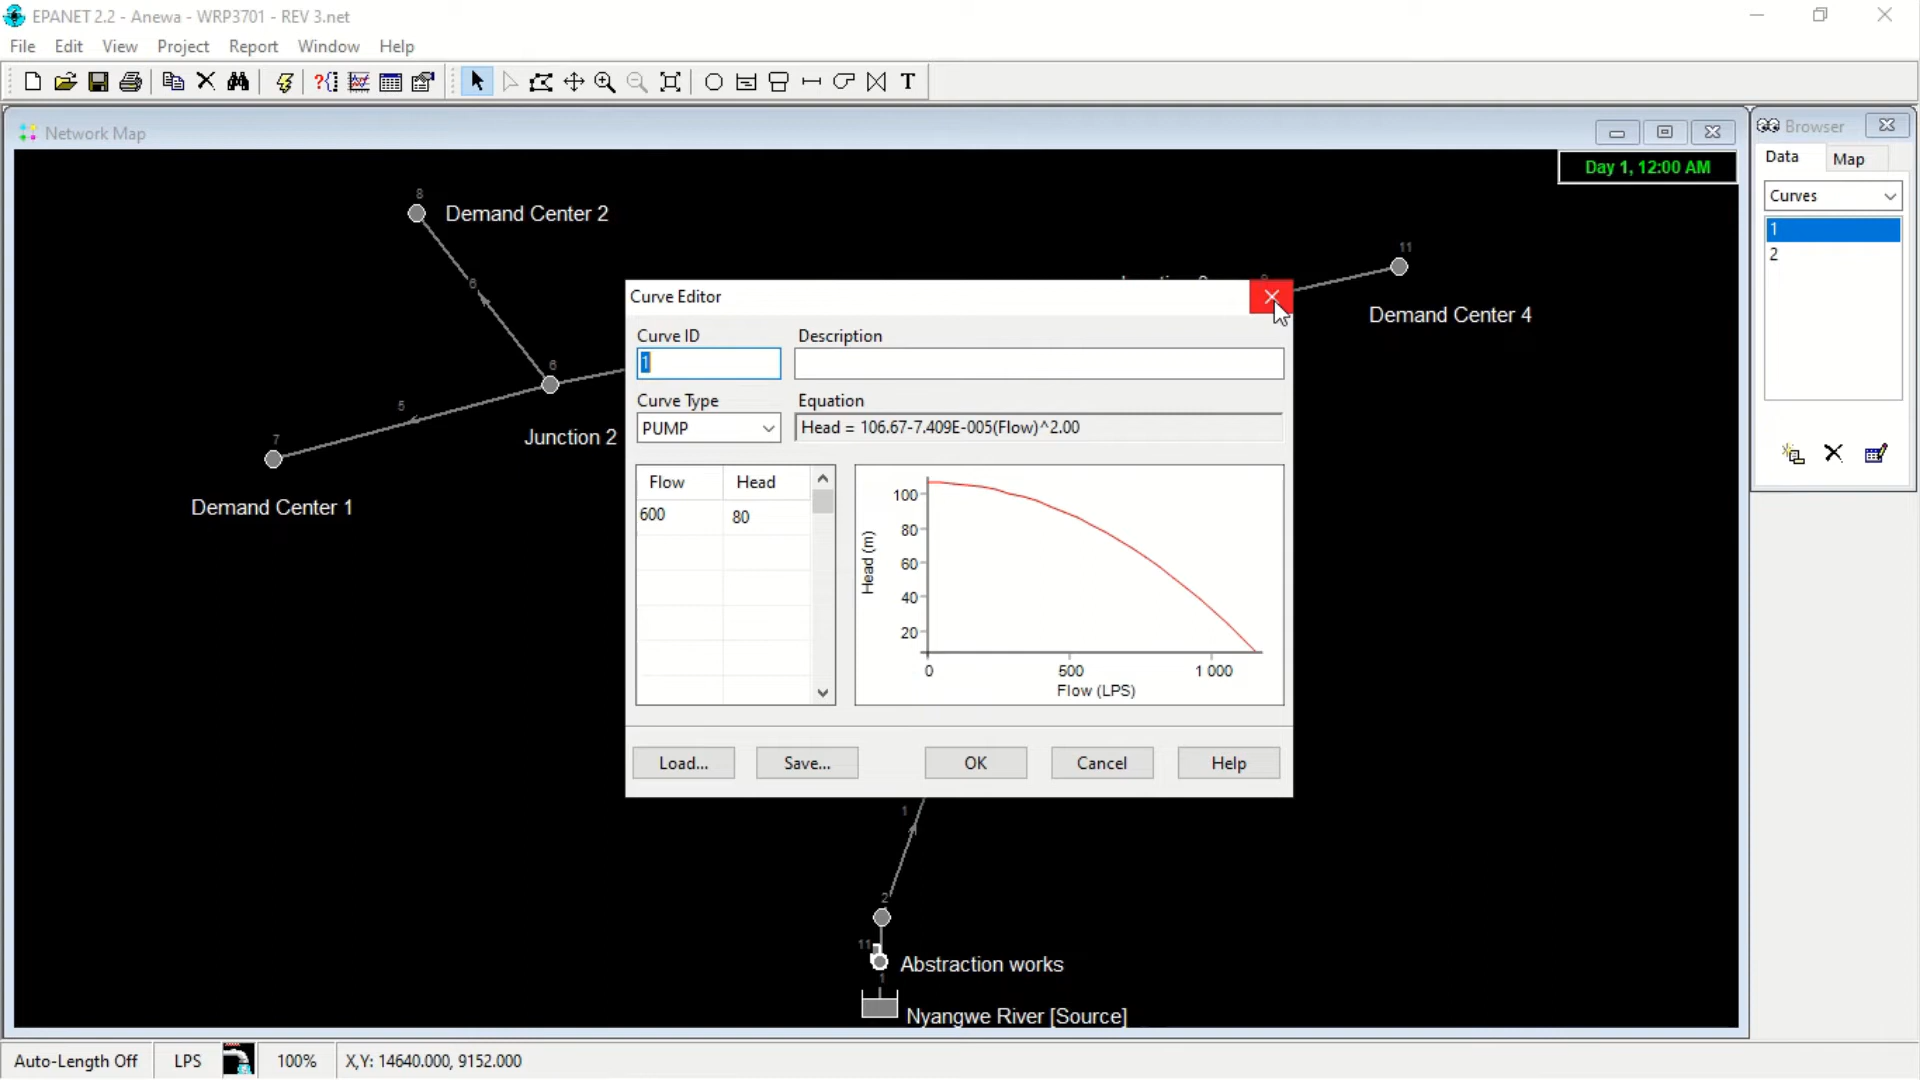 EPANET 2.2 - Anewa - WRP3701 - REV 3.net
File Edit View Project Report Window Help
T
Network Map
Browser
Day 1, 12:00 AM
Data Map
Curves
1
2
8
Demand Center 2
6
6
5
7
Junction 2
Demand Center 1
11
Demand Center 4
Curve Editor
Curve ID Description
1
Curve Type Equation
PUMP Head = 106.67-7.409E-005(Flow)^2.00
Flow Head
600 80
100
80
60
40
20
0 500 1 000
Head (m)
Flow (LPS)
Load... Save... OK Cancel Help
1
2
11
Abstraction works
1
Nyangwe River [Source]
Auto-Length Off LPS 100% X,Y: 14640.000, 9152.000